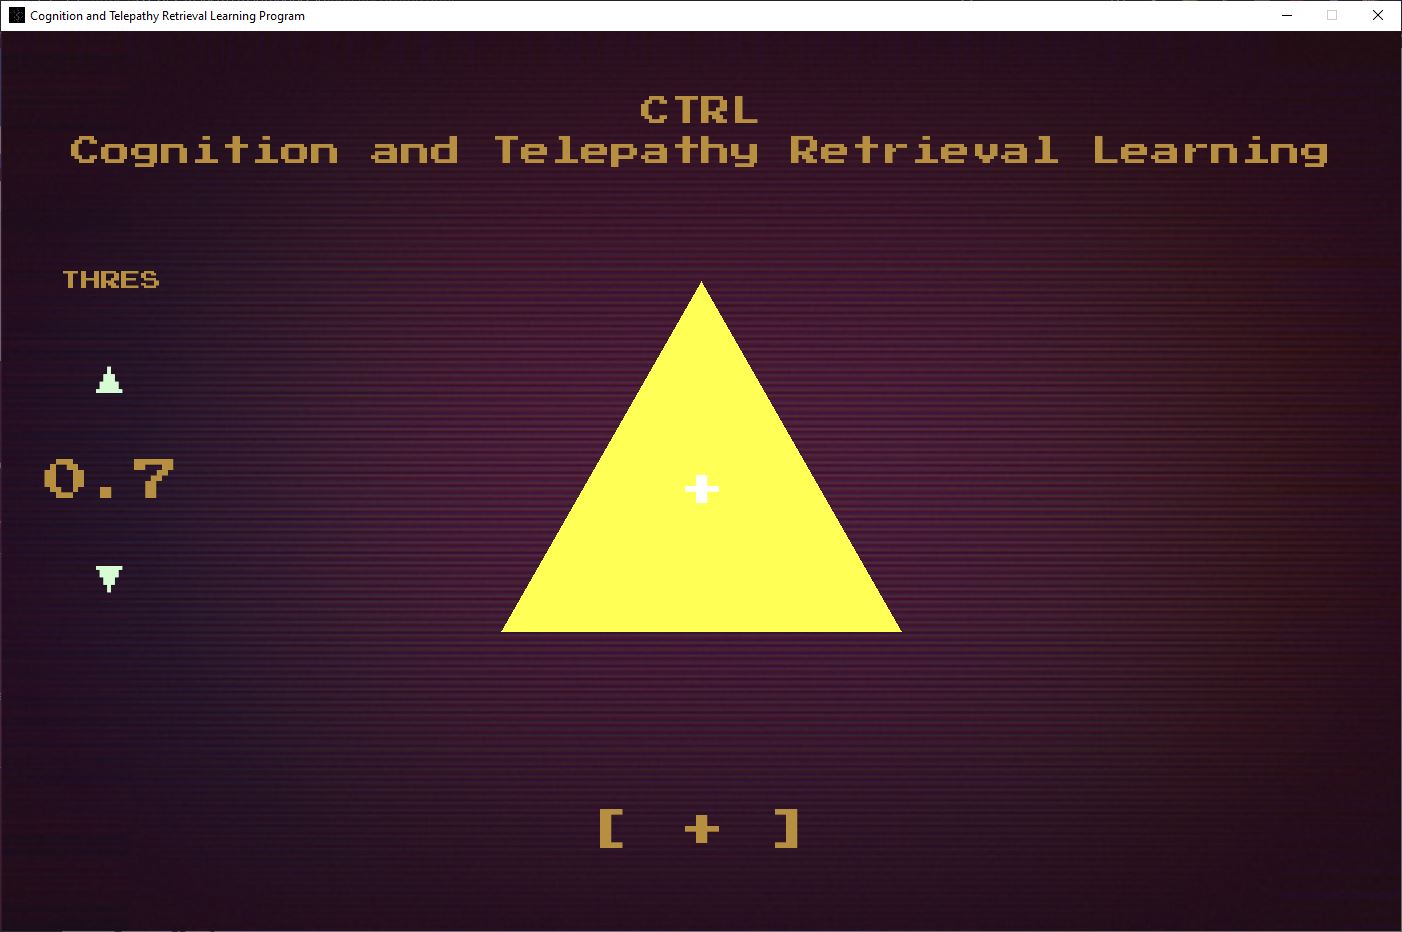 Cognition and Telepathy Retrieval Learning Program
CTRL
Cognition and Telepathy Retrieval Learning
THRES
0.7
+
[ + ]